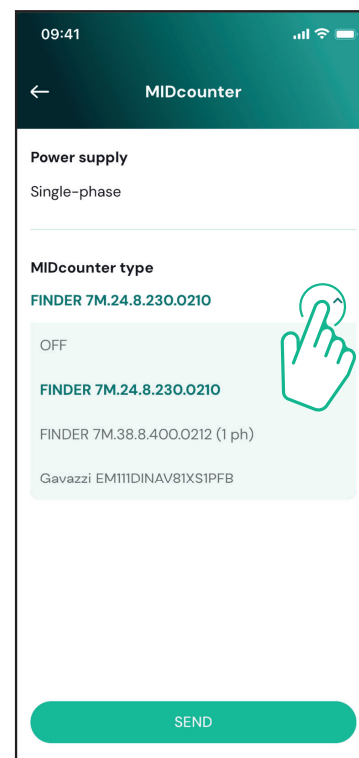 09:41
MIDcounter
Power supply
Single-phase
MIDcounter type
FINDER 7M.24.8.230.0210
OFF
FINDER 7M.24.8.230.0210
FINDER 7M.38.8.400.0212 (1 ph)
Gavazzi EM111DINAV81XS1PFB
SEND